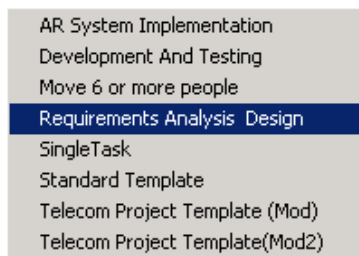 AR System Implementation
Development And Testing
Move 6 or more people
Requirements Analysis  Design
SingleTask
Standard Template
Telecom Project Template (Mod)
Telecom Project Template(Mod2)